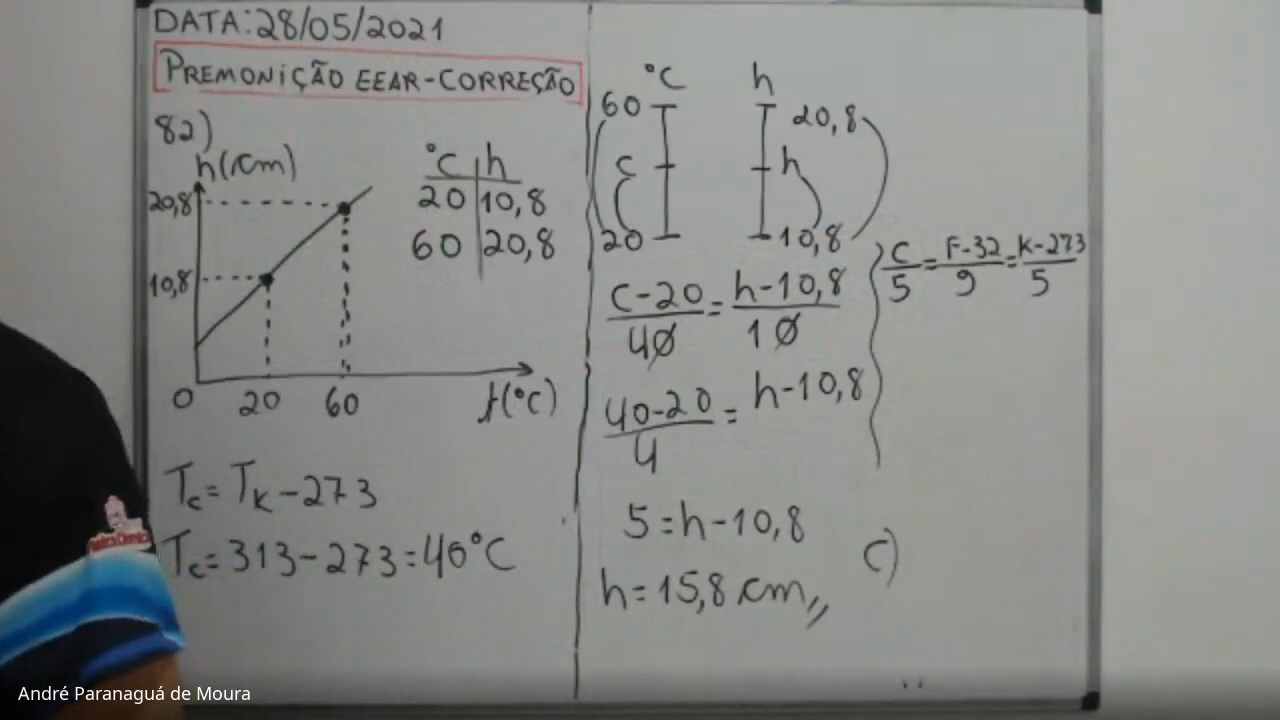 DATA:28/05/2021
PREMONIÇÃO EEAR-CORREÇÃO
82)
h(cm)
20,8
10,8
0 20 60 t(°C)
°C h
20 10,8
60 20,8
Tc=TK-273
Tc=313-273=40°C
°C h
60 20,8
C h
20 10,8
C-20/40=h-10,8/10
40-20/4=h-10,8
5=h-10,8
h=15,8 cm,,
C)
C/5=F-32/9=K-273/5
André Paranaguá de Moura